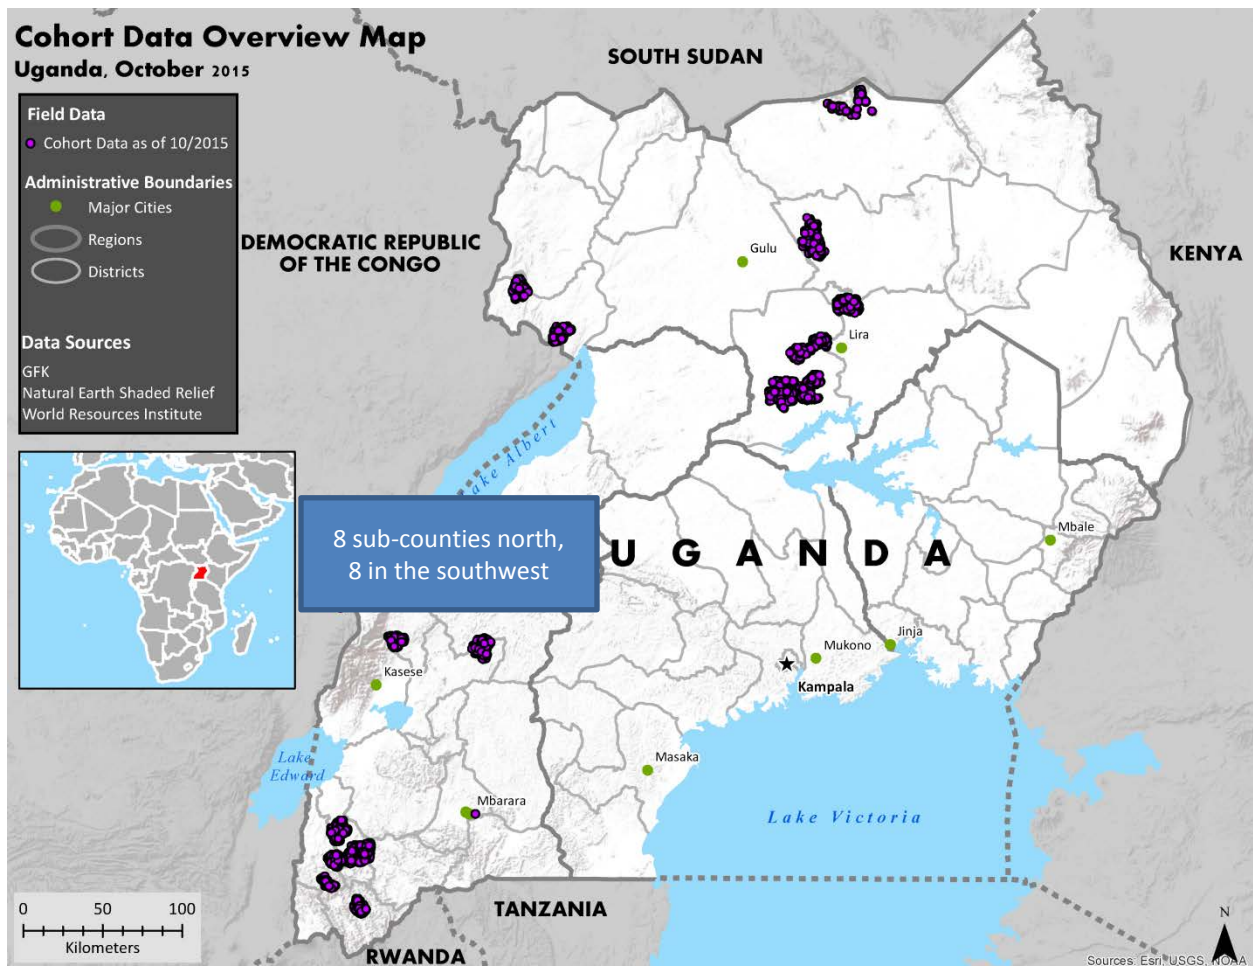 Cohort Data Overview Map
Uganda, October 2015
Field Data
Cohort Data as of 10/2015
Administrative Boundaries
Major Cities
Regions
Districts
Data Sources
GFK
Natural Earth Shaded Relief
World Resources Institute
SOUTH SUDAN
DEMOCRATIC REPUBLIC
OF THE CONGO
KENYA
Gulu
Lira
Lake Albert
8 sub-counties north,
8 in the southwest
UGANDA
Mbale
Kasese
Mukono
Jinja
Kampala
Lake
Edward
Masaka
Mbarara
Lake Victoria
0 50 100
Kilometers
TANZANIA
RWANDA
N
Sources: Esri, USGS, NOAA